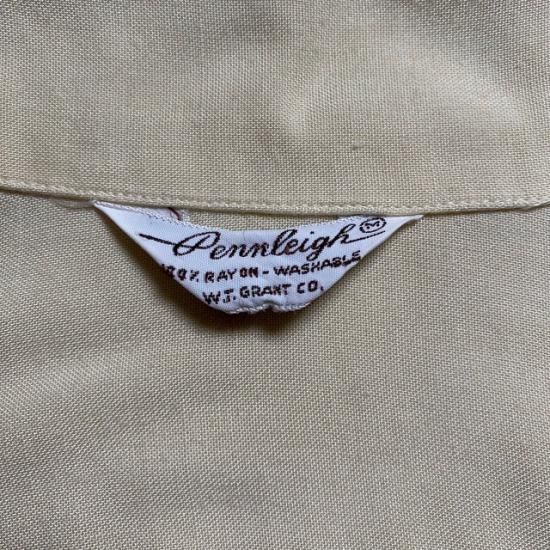 Pennleigh M
100% RAYON-WASHABLE
W.T. GRANT CO.